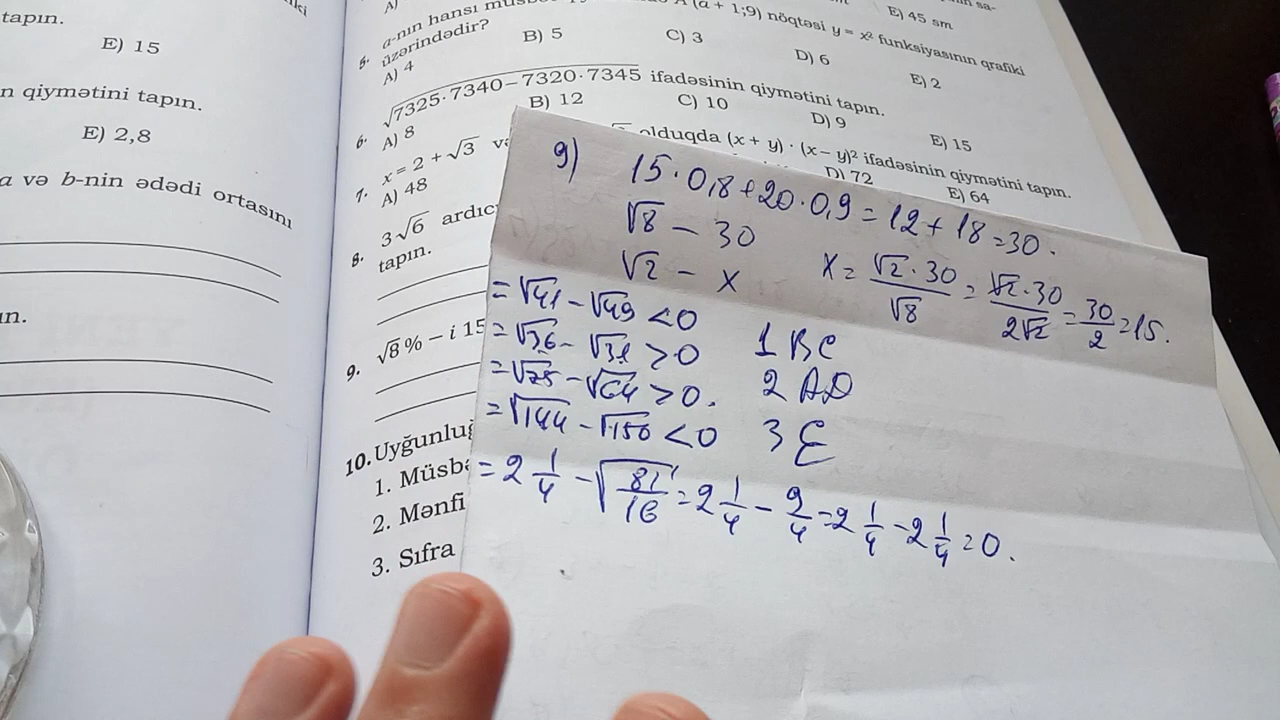 tapın.
E) 15
n qiymətini tapın.
E) 2,8
a və b-nin ədədi ortasını
ın.
A)
E) 45 sm
5. a-nın hansı (a + 1;9) nöqtəsi y = x² funksiyasının qrafiki
üzərindədir?
A) 4 B) 5 C) 3 D) 6 E) 2
6. √7325·7340–7320·7345 ifadəsinin qiymətini tapın.
A) 8 B) 12 C) 10 D) 9 E) 15
7. x = 2 + √3 olduqda (x + y) · (x – y)² ifadəsinin qiymətini tapın.
A) 48 D) 72 E) 64
8. 3√6
tapın.
9. √8 % – i 15
10. Uyğunluğ
1. Müsbə
2. Mənfi
3. Sıfra
9) 15·0,8+20·0,9=12+18=30.
√8 – 30
√2 – x x = √2·30/√8 = √2·30/2√2 = 30/2 = 15.
= √41 – √49 < 0
= √36 – √31 > 0 1 BC
= √75 – √64 > 0. 2 AD
= √144 – √150 < 0 3 E
= 2 1/4 – √81/16 = 2 1/4 – 9/4 = 2 1/4 – 2 1/4 = 0.